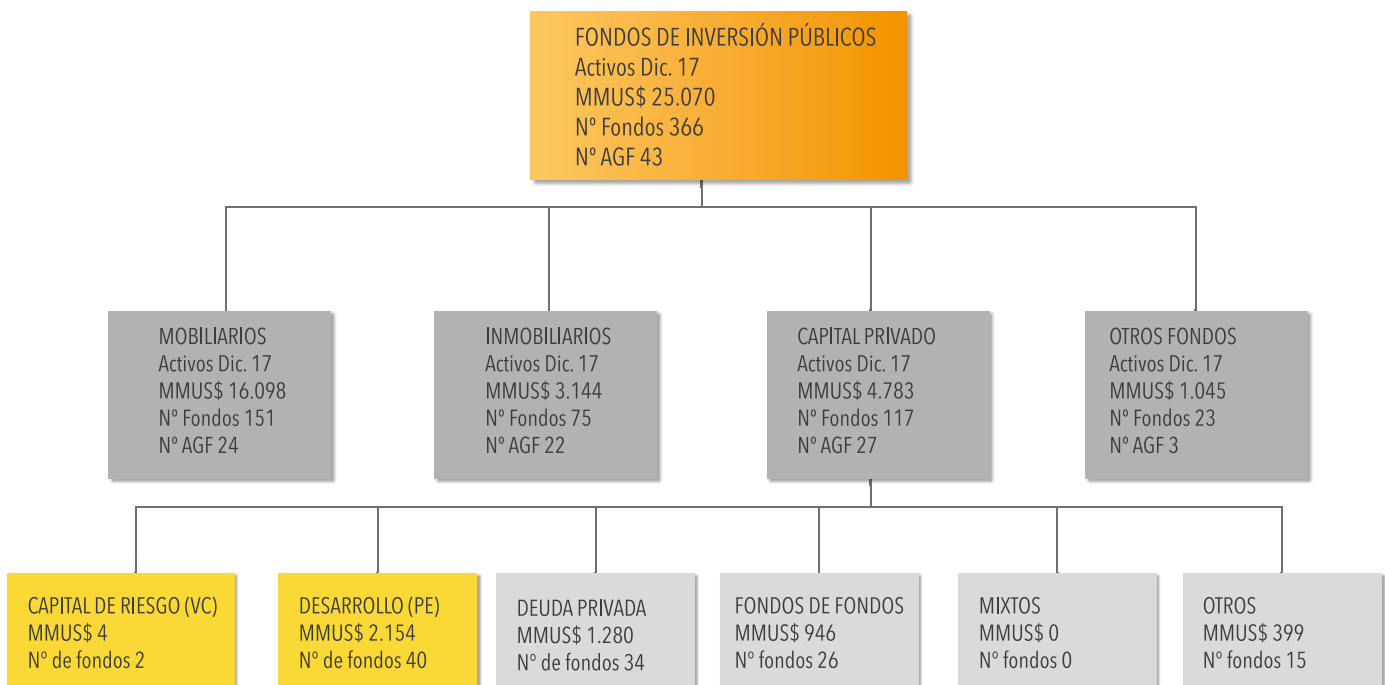 FONDOS DE INVERSIÓN PÚBLICOS
Activos Dic. 17
MMUS$ 25.070
Nº Fondos 366
Nº AGF 43
MOBILIARIOS
Activos Dic. 17
MMUS$ 16.098
Nº Fondos 151
Nº AGF 24
INMOBILIARIOS
Activos Dic. 17
MMUS$ 3.144
Nº Fondos 75
Nº AGF 22
CAPITAL PRIVADO
Activos Dic. 17
MMUS$ 4.783
Nº Fondos 117
Nº AGF 27
OTROS FONDOS
Activos Dic. 17
MMUS$ 1.045
Nº Fondos 23
Nº AGF 3
CAPITAL DE RIESGO (VC)
MMUS$ 4
Nº de fondos 2
DESARROLLO (PE)
MMUS$ 2.154
Nº de fondos 40
DEUDA PRIVADA
MMUS$ 1.280
Nº de fondos 34
FONDOS DE FONDOS
MMUS$ 946
Nº fondos 26
MIXTOS
MMUS$ 0
Nº fondos 0
OTROS
MMUS$ 399
Nº fondos 15